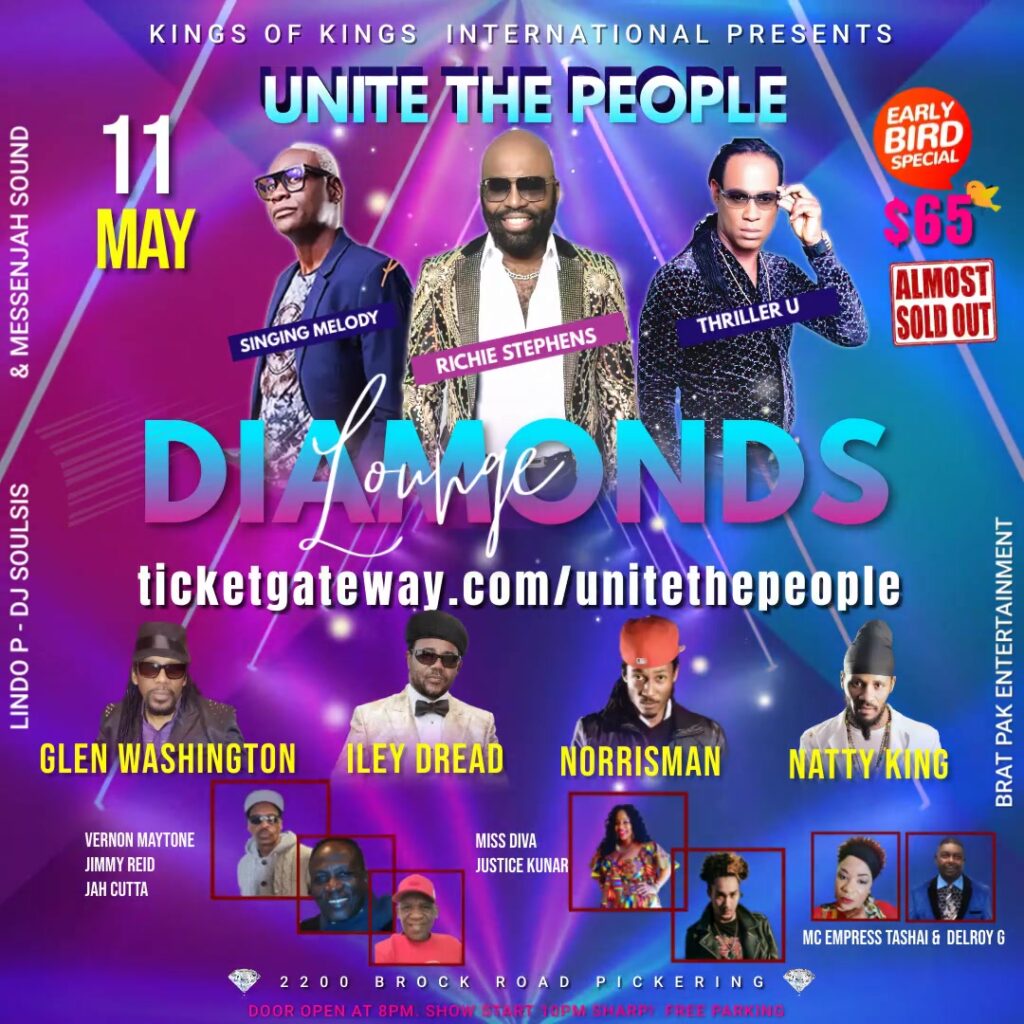 KINGS OF KINGS INTERNATIONAL PRESENTS
UNITE THE PEOPLE
11
MAY
EARLY
BIRD
SPECIAL
$65
ALMOST
SOLD OUT
SINGING MELODY
RICHIE STEPHENS
THRILLER U
DIAMONDS
Lounge
ticketgateway.com/unitethepeople
LINDO P - DJ SOULSIS
& MESSENJAH SOUND
BRAT PAK ENTERTAINMENT
GLEN WASHINGTON
ILEY DREAD
NORRISMAN
NATTY KING
VERNON MAYTONE
JIMMY REID
JAH CUTTA
MISS DIVA
JUSTICE KUNAR
MC EMPRESS TASHAI & DELROY G
2200 BROCK ROAD PICKERING
DOOR OPEN AT 8PM. SHOW START 10PM SHARP! FREE PARKING